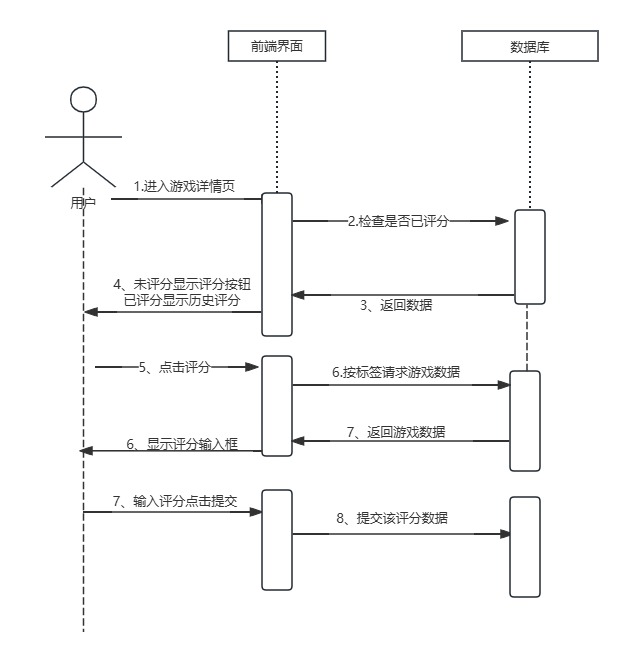 前端界面
数据库
用户
1.进入游戏详情页
2.检查是否已评分
4、未评分显示评分按钮
已评分显示历史评分
3、返回数据
5、点击评分
6.按标签请求游戏数据
7、返回游戏数据
6、显示评分输入框
7、输入评分点击提交
8、提交该评分数据